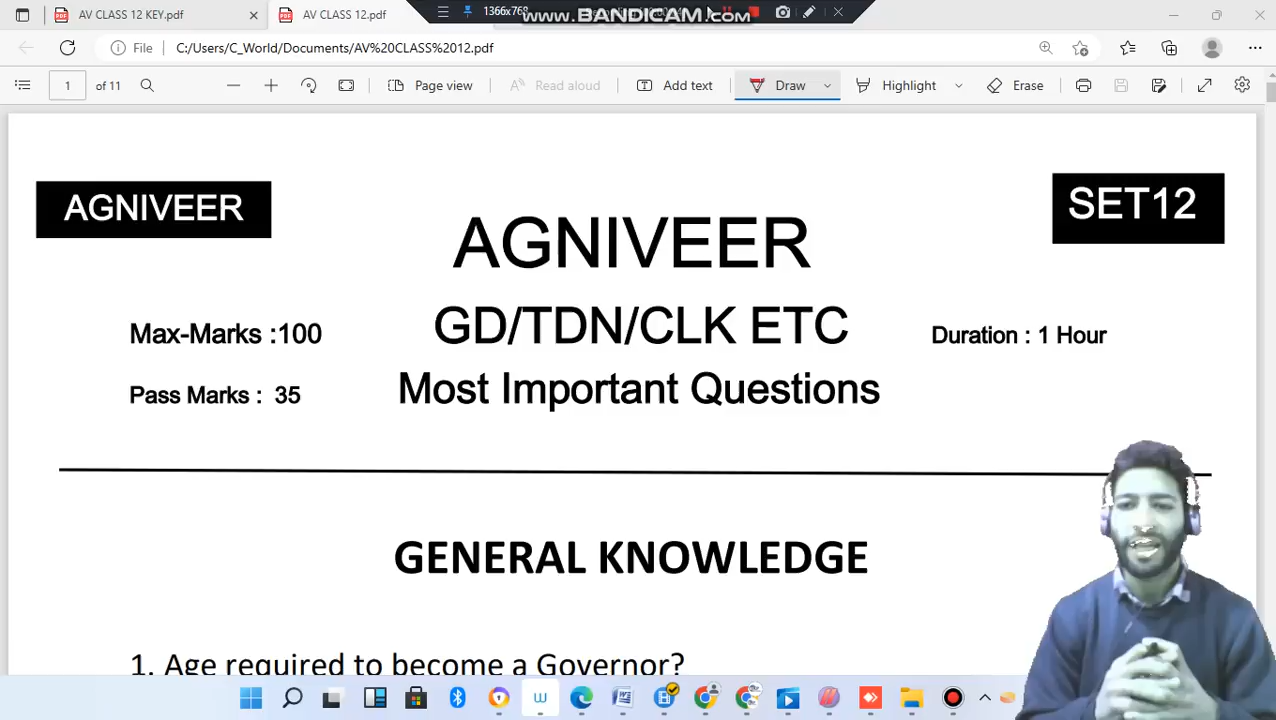 AV CLASS 12 KEY.pdf
AV CLASS 12.pdf
1366x768
www.BANDICAM.com
File C:/Users/C_World/Documents/AV%20CLASS%2012.pdf
1 of 11
Page view
Read aloud
Add text
Draw
Highlight
Erase
AGNIVEER
SET12
AGNIVEER
Max-Marks :100
GD/TDN/CLK ETC
Duration : 1 Hour
Pass Marks : 35
Most Important Questions
GENERAL KNOWLEDGE
1. Age required to become a Governor?